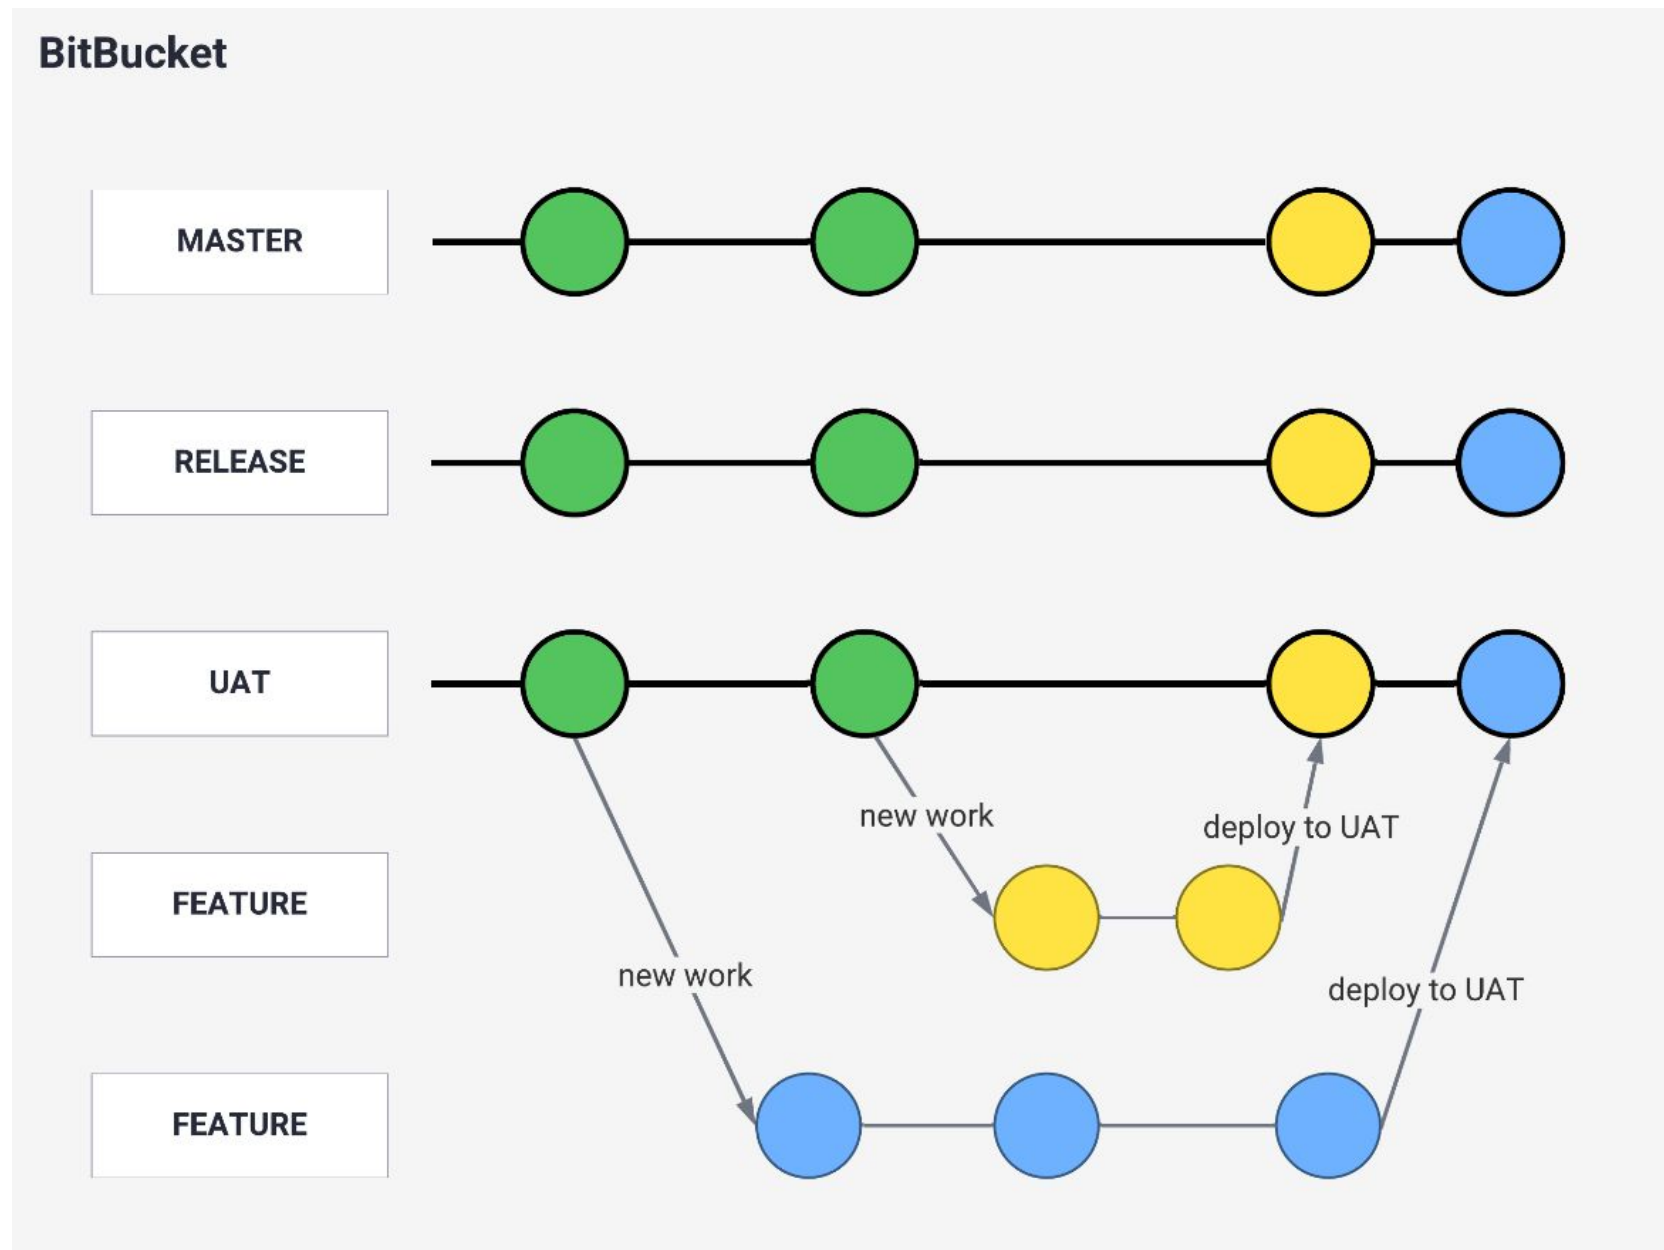 BitBucket
MASTER
RELEASE
UAT
new work
deploy to UAT
FEATURE
new work
deploy to UAT
FEATURE